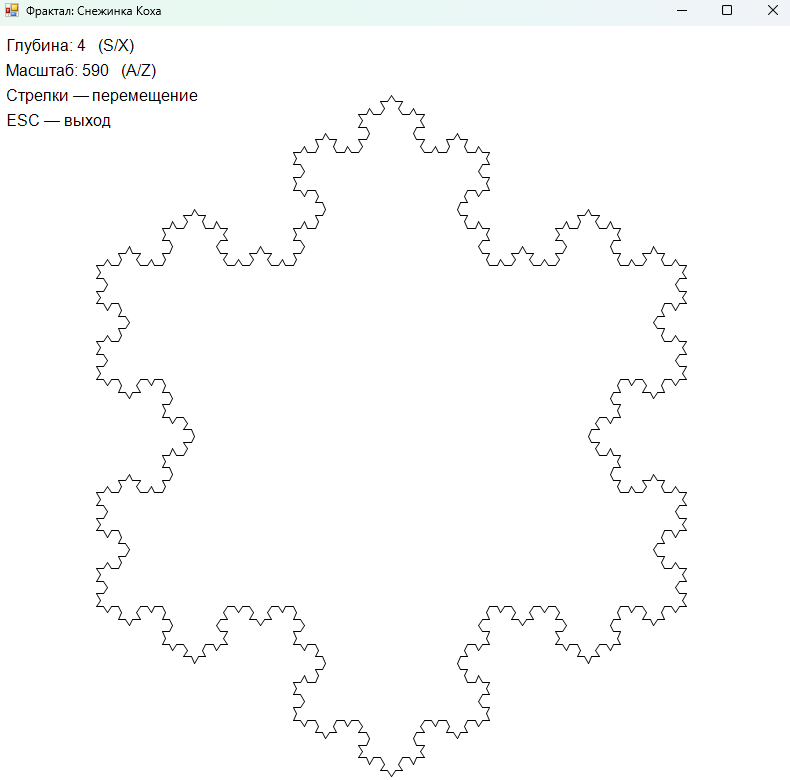 Фрактал: Снежинка Коха
Глубина: 4 (S/X)
Масштаб: 590 (A/Z)
Стрелки — перемещение
ESC — выход